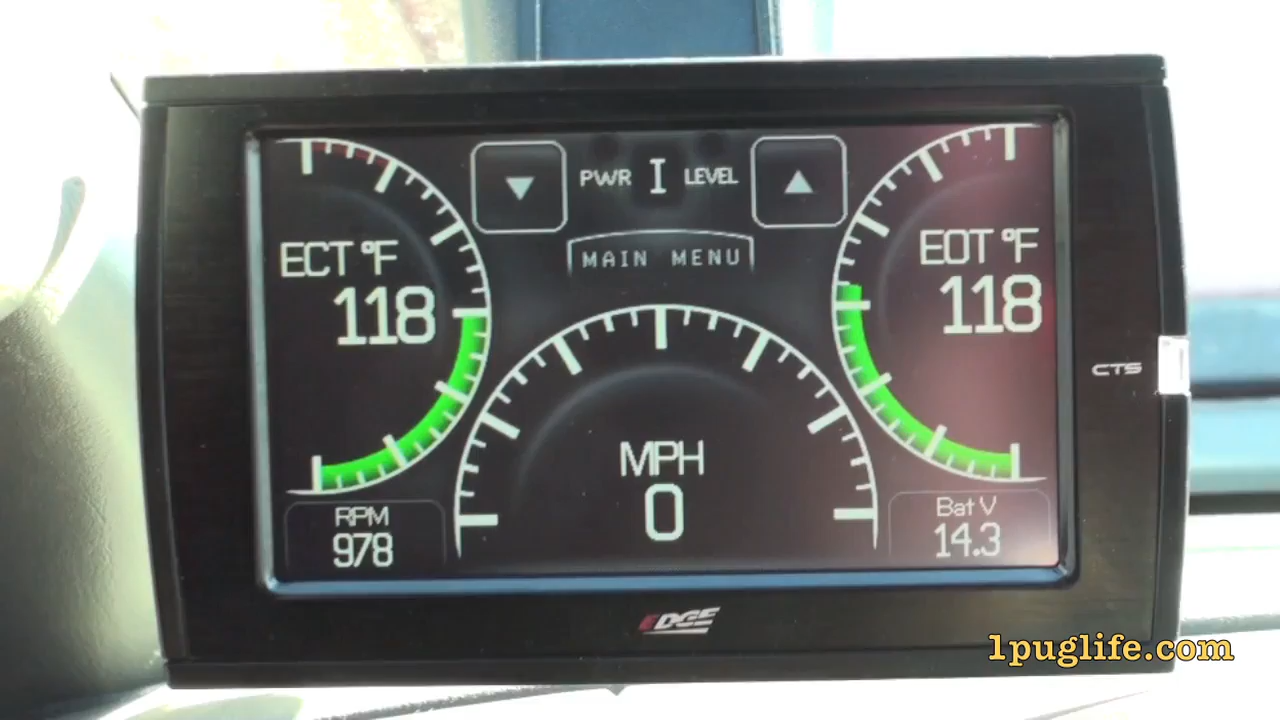 PWR I LEVEL
MAIN MENU
ECT °F
118
EOT °F
118
MPH
0
RPM
978
Bat V
14.3
CTS
EDGE
1puglife.com